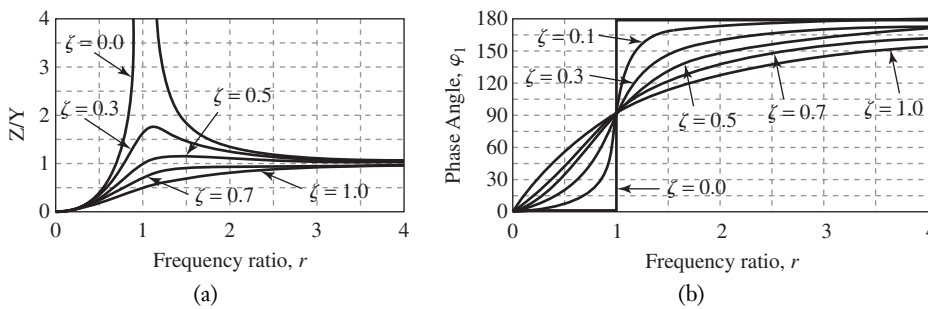 4
3
2
1
0
Z/Y
ζ = 0.0
ζ = 0.3
ζ = 0.5
ζ = 0.7
ζ = 1.0
0 1 2 3 4
Frequency ratio, r
(a)
180
150
120
90
60
30
0
Phase Angle, φ₁
ζ = 0.1
ζ = 0.3
ζ = 0.5
ζ = 0.7
ζ = 1.0
ζ = 0.0
0 1 2 3 4
Frequency ratio, r
(b)